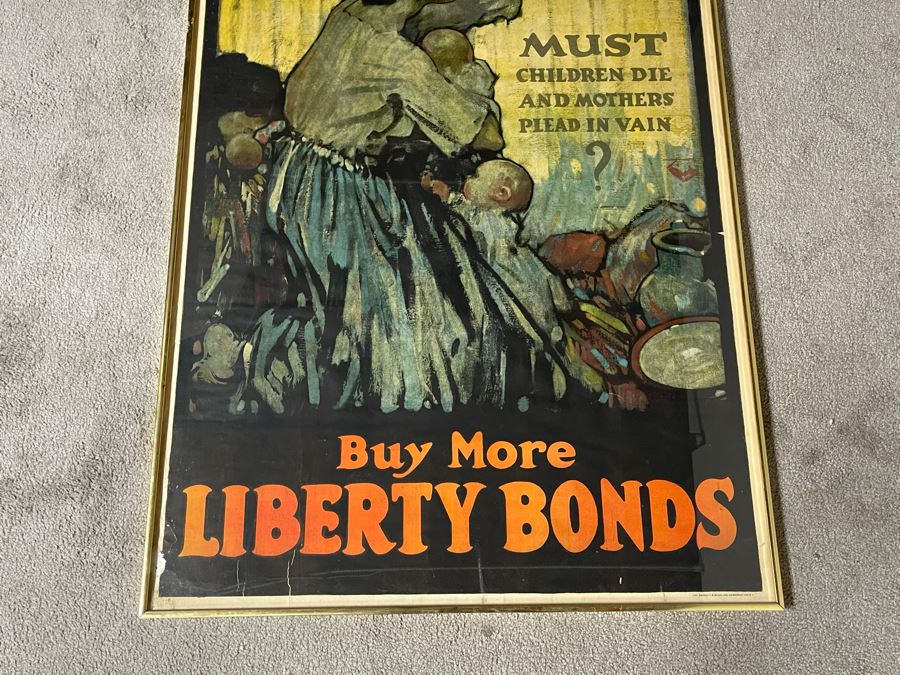 MUST
CHILDREN DIE
AND MOTHERS
PLEAD IN VAIN
?
Buy More
LIBERTY BONDS